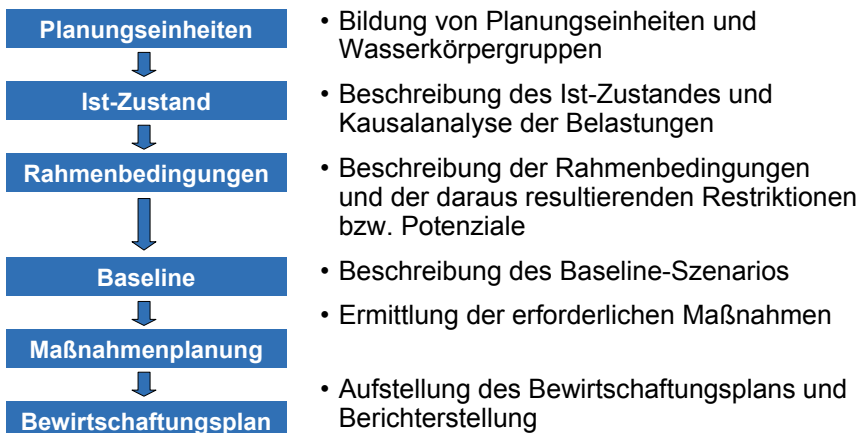 Planungseinheiten
• Bildung von Planungseinheiten und
Wasserkörpergruppen
Ist-Zustand
• Beschreibung des Ist-Zustandes und
Kausalanalyse der Belastungen
Rahmenbedingungen
• Beschreibung der Rahmenbedingungen
und der daraus resultierenden Restriktionen
bzw. Potenziale
Baseline
• Beschreibung des Baseline-Szenarios
Maßnahmenplanung
• Ermittlung der erforderlichen Maßnahmen
Bewirtschaftungsplan
• Aufstellung des Bewirtschaftungsplans und
Berichterstellung